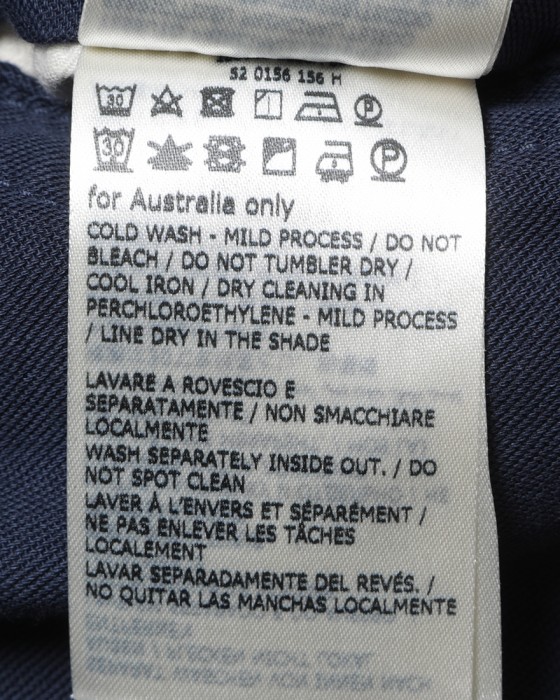 52 0156 156 H
30 P
30 P
for Australia only
COLD WASH - MILD PROCESS / DO NOT
BLEACH / DO NOT TUMBLER DRY /
COOL IRON / DRY CLEANING IN
PERCHLOROETHYLENE - MILD PROCESS
/ LINE DRY IN THE SHADE
LAVARE A ROVESCIO E
SEPARATAMENTE / NON SMACCHIARE
LOCALMENTE
WASH SEPARATELY INSIDE OUT. / DO
NOT SPOT CLEAN
LAVER À L'ENVERS ET SÉPARÉMENT /
NE PAS ENLEVER LES TÂCHES
LOCALEMENT
LAVAR SEPARADAMENTE DEL REVÉS. /
NO QUITAR LAS MANCHAS LOCALMENTE